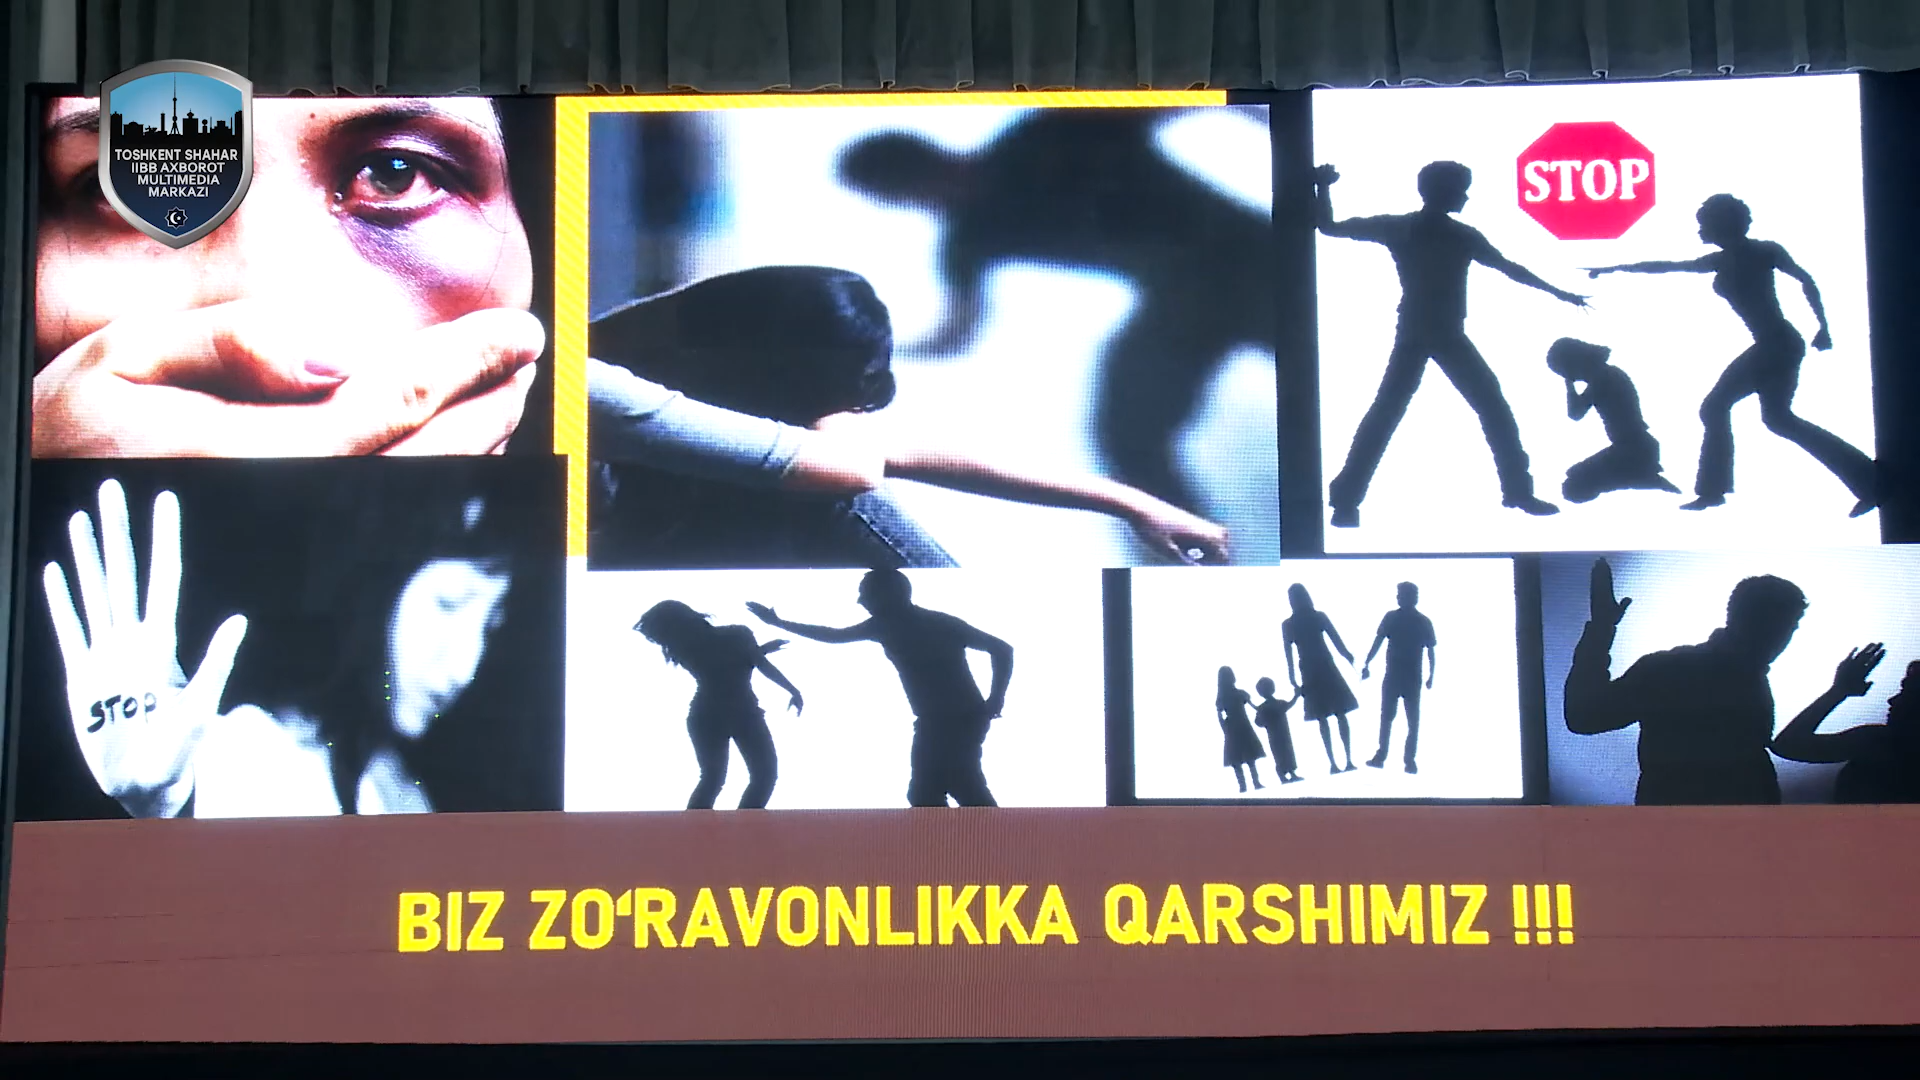 TOSHKENT SHAHAR
IIBB AXBOROT
MULTIMEDIA
MARKAZI
STOP
STOP
BIZ ZO‘RAVONLIKKA QARSHIMIZ !!!